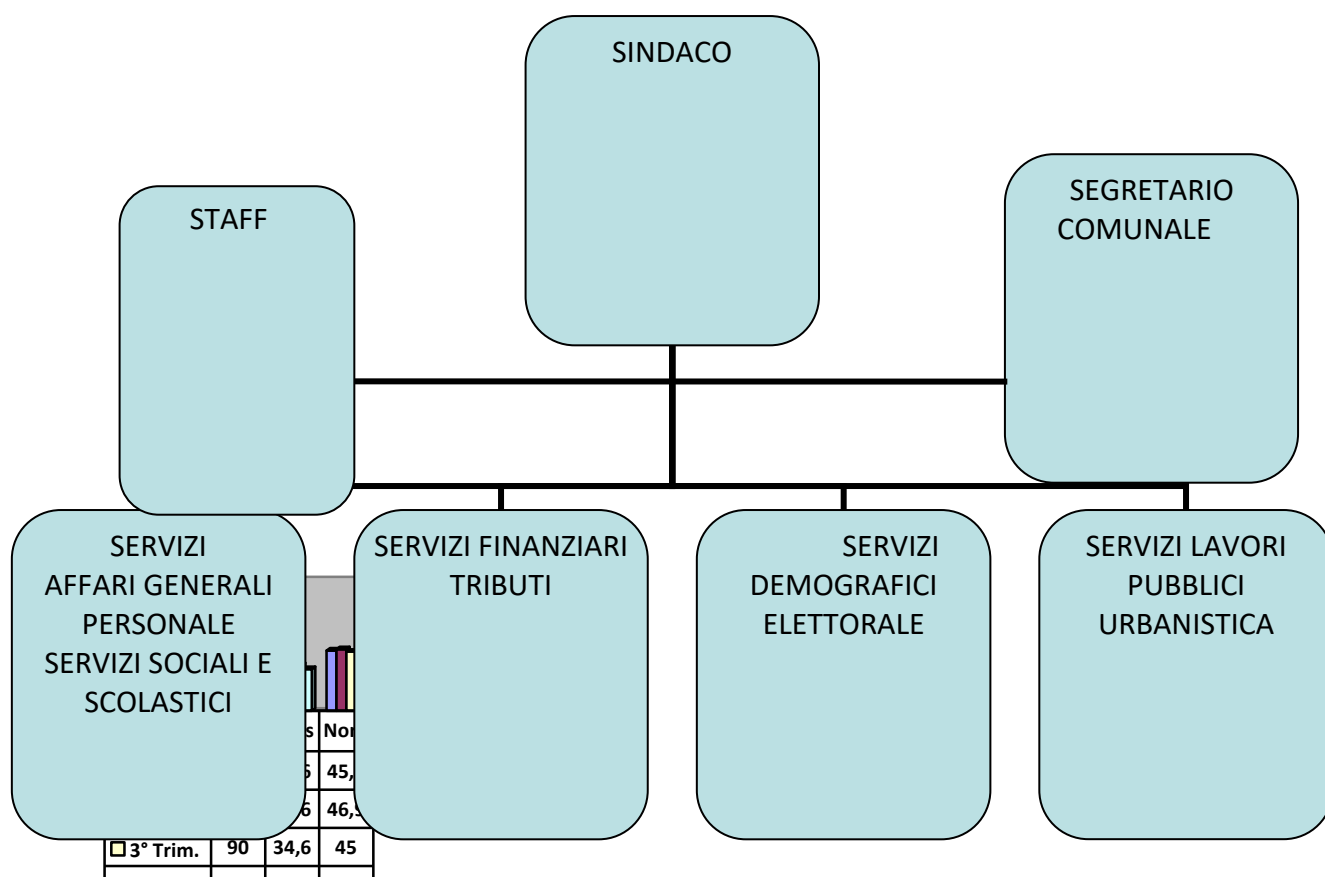 SINDACO
STAFF
SEGRETARIO
COMUNALE
SERVIZI
AFFARI GENERALI
PERSONALE
SERVIZI SOCIALI E
SCOLASTICI
SERVIZI FINANZIARI
TRIBUTI
SERVIZI
DEMOGRAFICI
ELETTORALE
SERVIZI LAVORI
PUBBLICI
URBANISTICA
3° Trim. 90 34,6 45